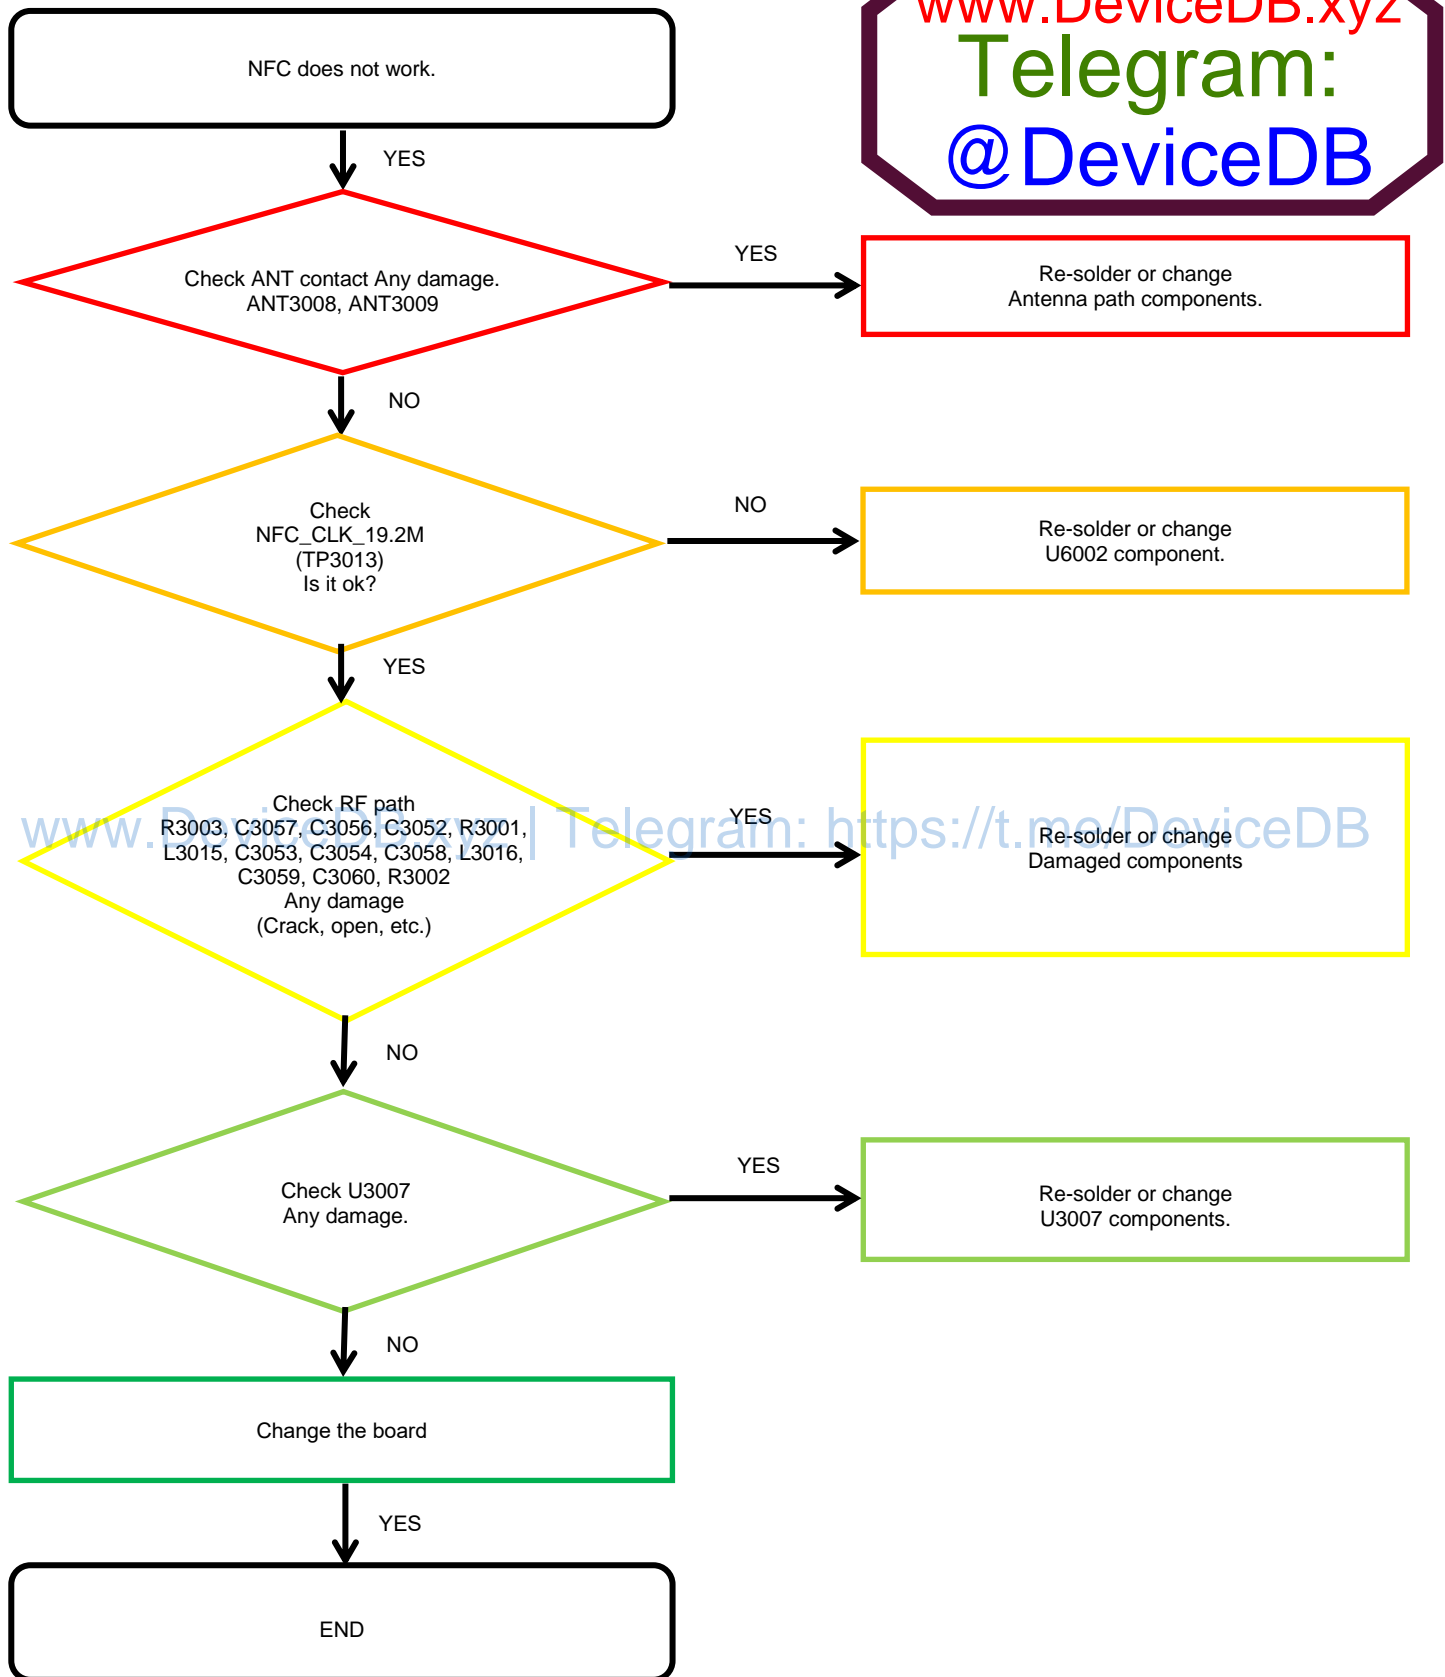 www.DeviceDB.xyz
Telegram:
@DeviceDB
NFC does not work.
YES
Check ANT contact Any damage.
ANT3008, ANT3009
YES
Re-solder or change
Antenna path components.
NO
Check
NFC_CLK_19.2M
(TP3013)
Is it ok?
NO
Re-solder or change
U6002 component.
YES
Check RF path
R3003, C3057, C3056, C3052, R3001,
L3015, C3053, C3054, C3058, L3016,
C3059, C3060, R3002
Any damage
(Crack, open, etc.)
YES
Re-solder or change
Damaged components
www.DeviceDB.xyz | Telegram: https://t.me/DeviceDB
NO
Check U3007
Any damage.
YES
Re-solder or change
U3007 components.
NO
Change the board
YES
END